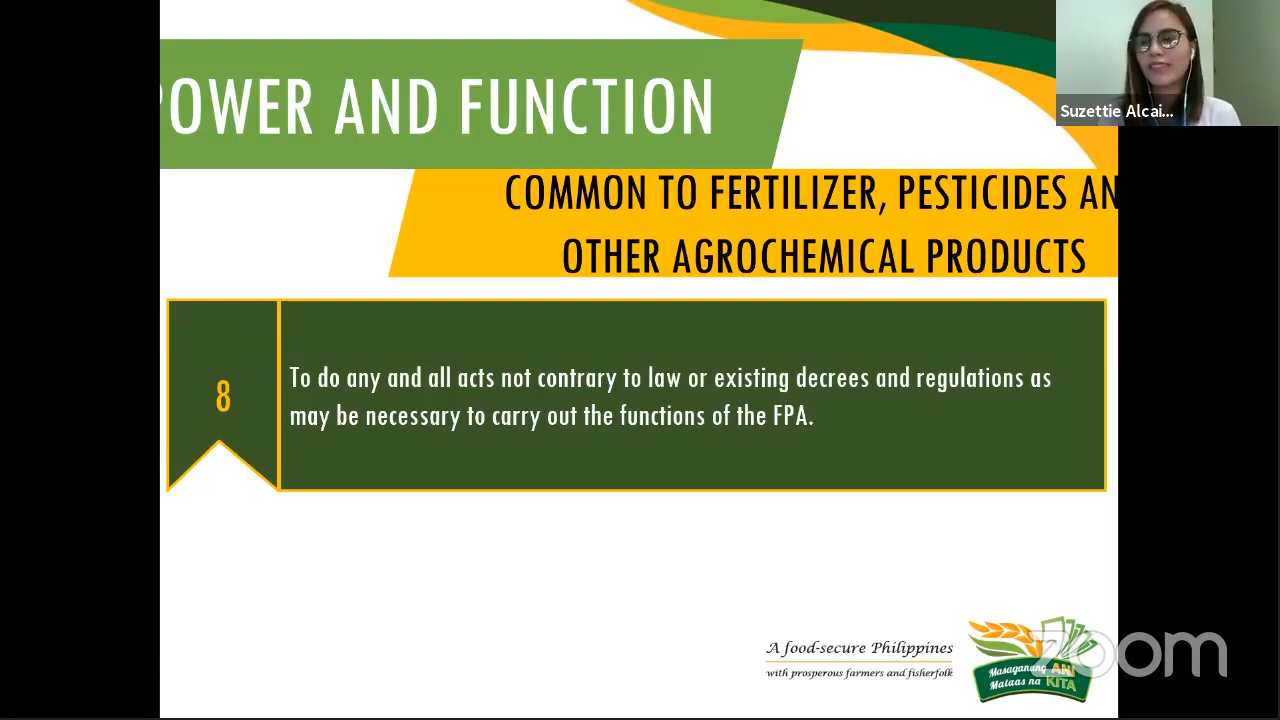 POWER AND FUNCTION
Suzettie Alcai...
COMMON TO FERTILIZER, PESTICIDES AN
OTHER AGROCHEMICAL PRODUCTS
8
To do any and all acts not contrary to law or existing decrees and regulations as
may be necessary to carry out the functions of the FPA.
A food-secure Philippines
with prosperous farmers and fisherfolk
Masaganang ANI
Mataas na KITA
zoom